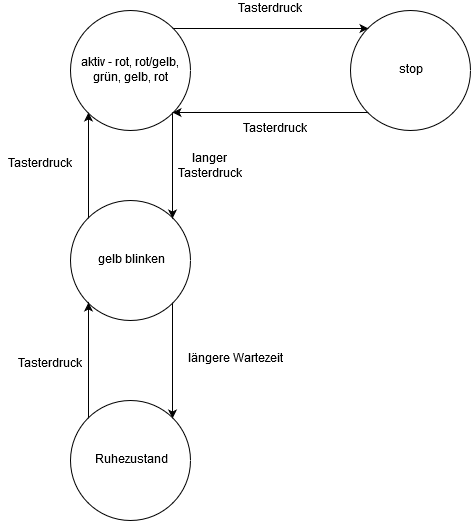 Tasterdruck
aktiv - rot, rot/gelb,
grün, gelb, rot
stop
Tasterdruck
Tasterdruck
langer
Tasterdruck
gelb blinken
Tasterdruck
längere Wartezeit
Ruhezustand